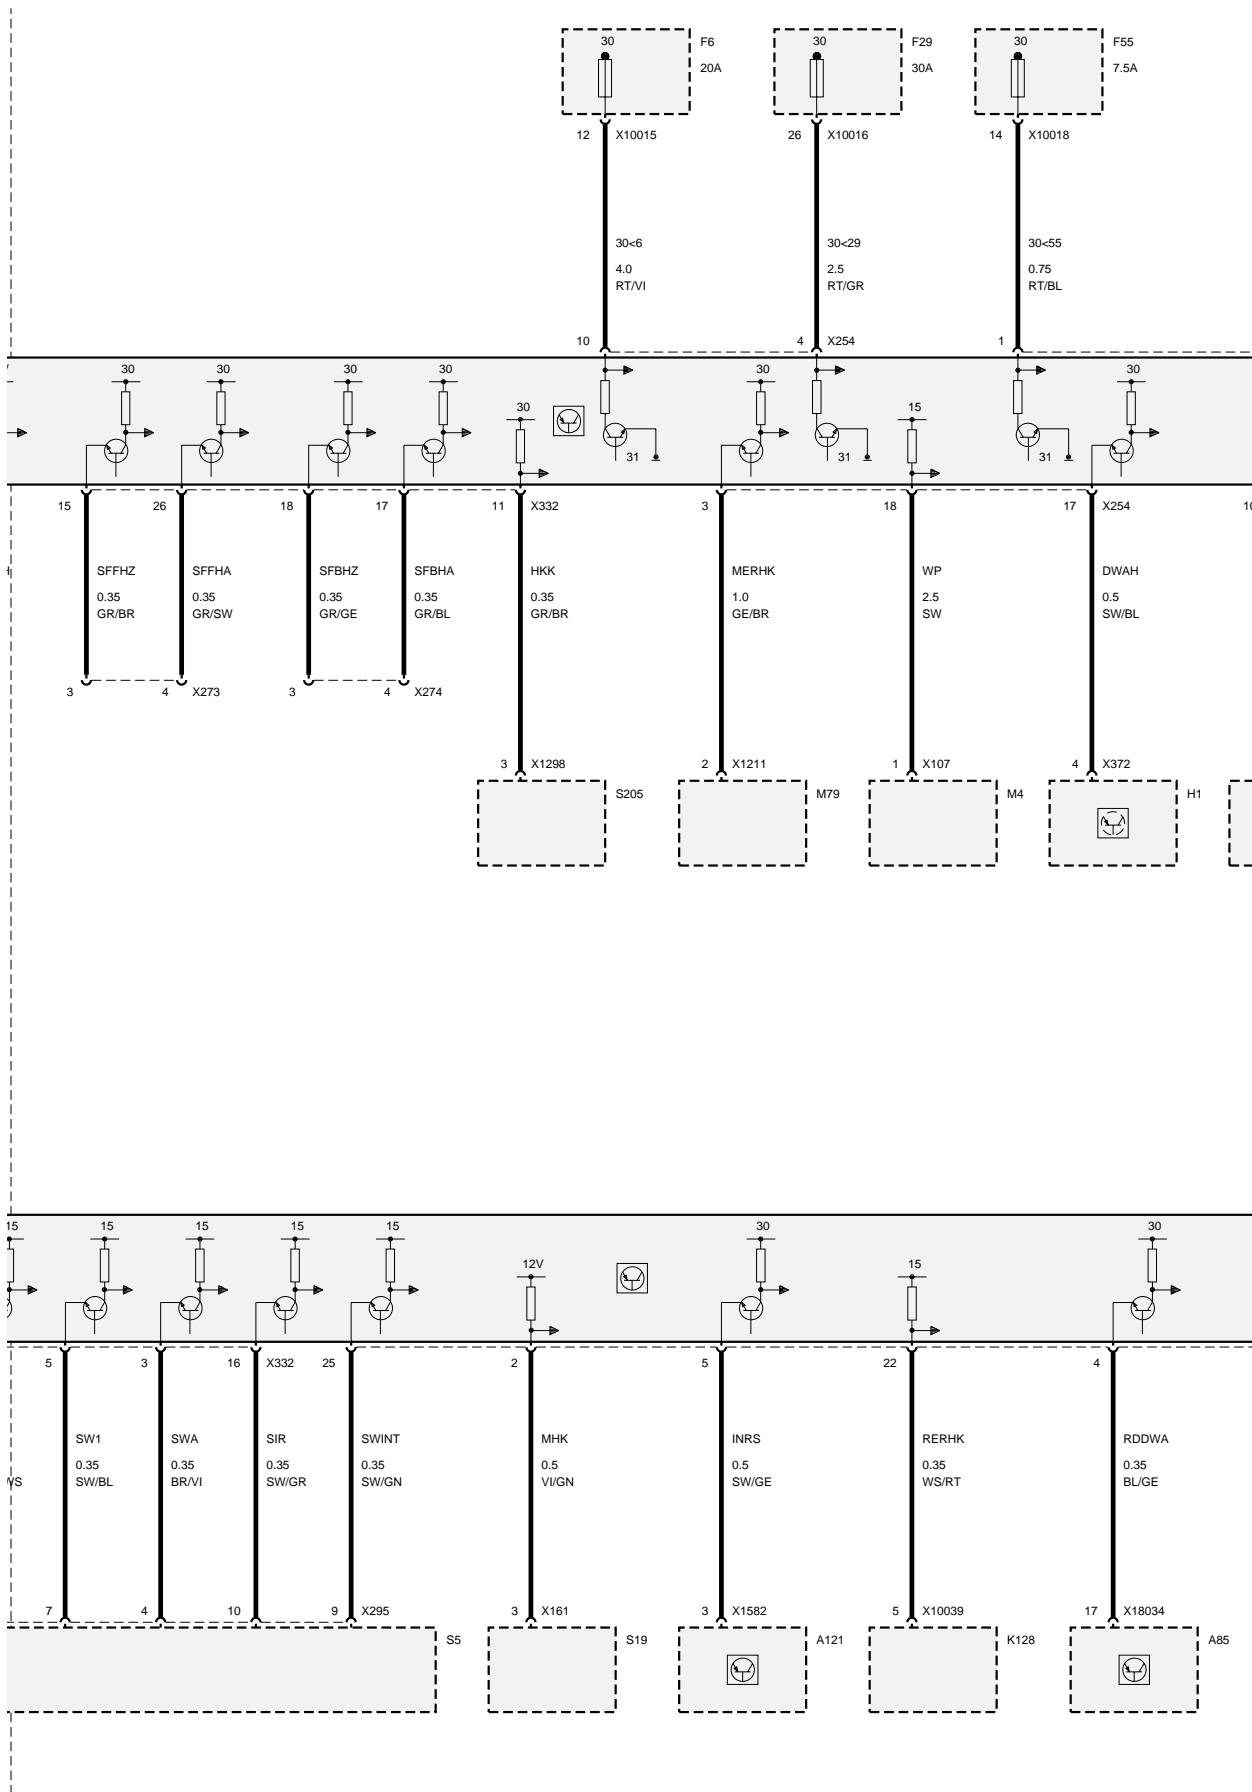 30 F6 30 F29 30 F55
20A 30A 7.5A
12 X10015 26 X10016 14 X10018
30<6 30<29 30<55
4.0 2.5 0.75
RT/VI RT/GR RT/BL
10 4 X254 1
30 30 30 30 30 30
30 15
31 31 31
15 26 18 17 11 X332 3 18 17 X254 10
SFFHZ SFFHA SFBHZ SFBHA HKK MERHK WP DWAH
0.35 0.35 0.35 0.35 0.35 1.0 2.5 0.5
GR/BR GR/SW GR/GE GR/BL GR/BR GE/BR SW SW/BL
3 4 X273 3 4 X274
3 X1298 2 X1211 1 X107 4 X372
S205 M79 M4 H1
15 15 15 15 15 30 30
12V 15
5 3 16 X332 25 2 5 22 4
SW1 SWA SIR SWINT MHK INRS RERHK RDDWA
0.35 0.35 0.35 0.35 0.5 0.5 0.35 0.35
WS SW/BL BR/VI SW/GR SW/GN VI/GN SW/GE WS/RT BL/GE
7 4 10 9 X295 3 X161 3 X1582 5 X10039 17 X18034
S5 S19 A121 K128 A85